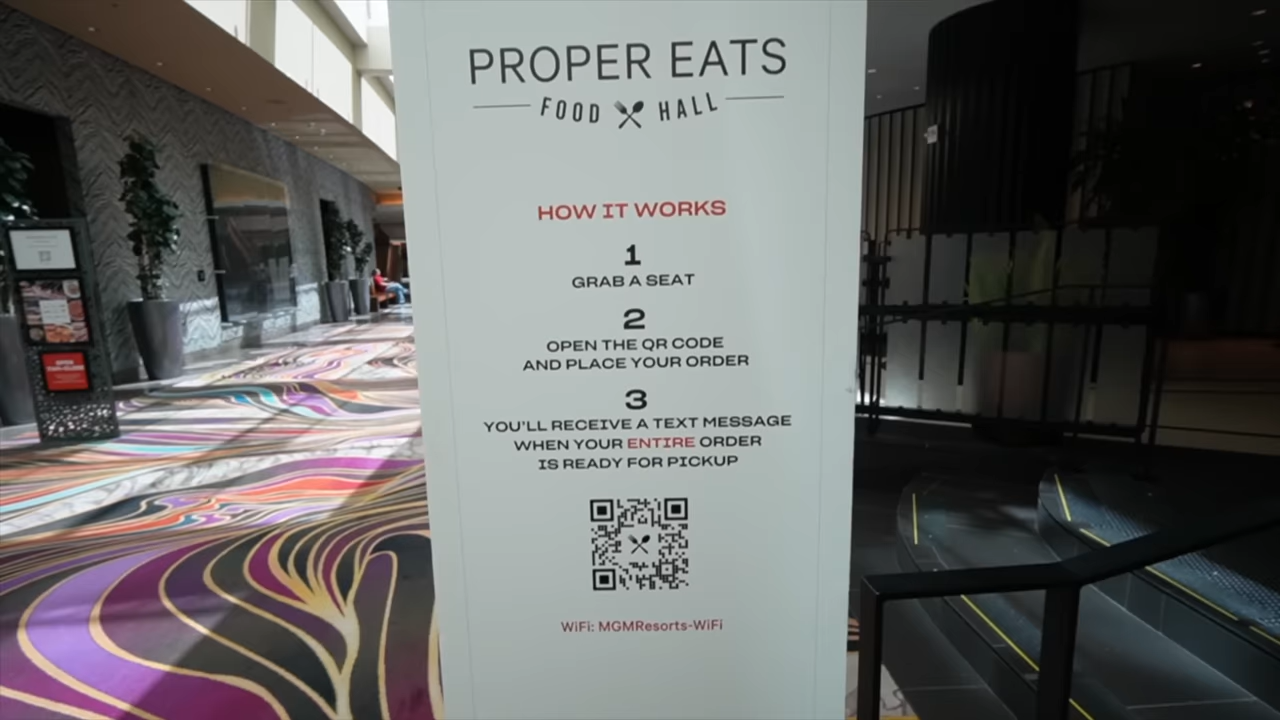 PROPER EATS
FOOD HALL
HOW IT WORKS
1
GRAB A SEAT
2
OPEN THE QR CODE
AND PLACE YOUR ORDER
3
YOU'LL RECEIVE A TEXT MESSAGE
WHEN YOUR ENTIRE ORDER
IS READY FOR PICKUP
WiFi: MGMResorts-WiFi